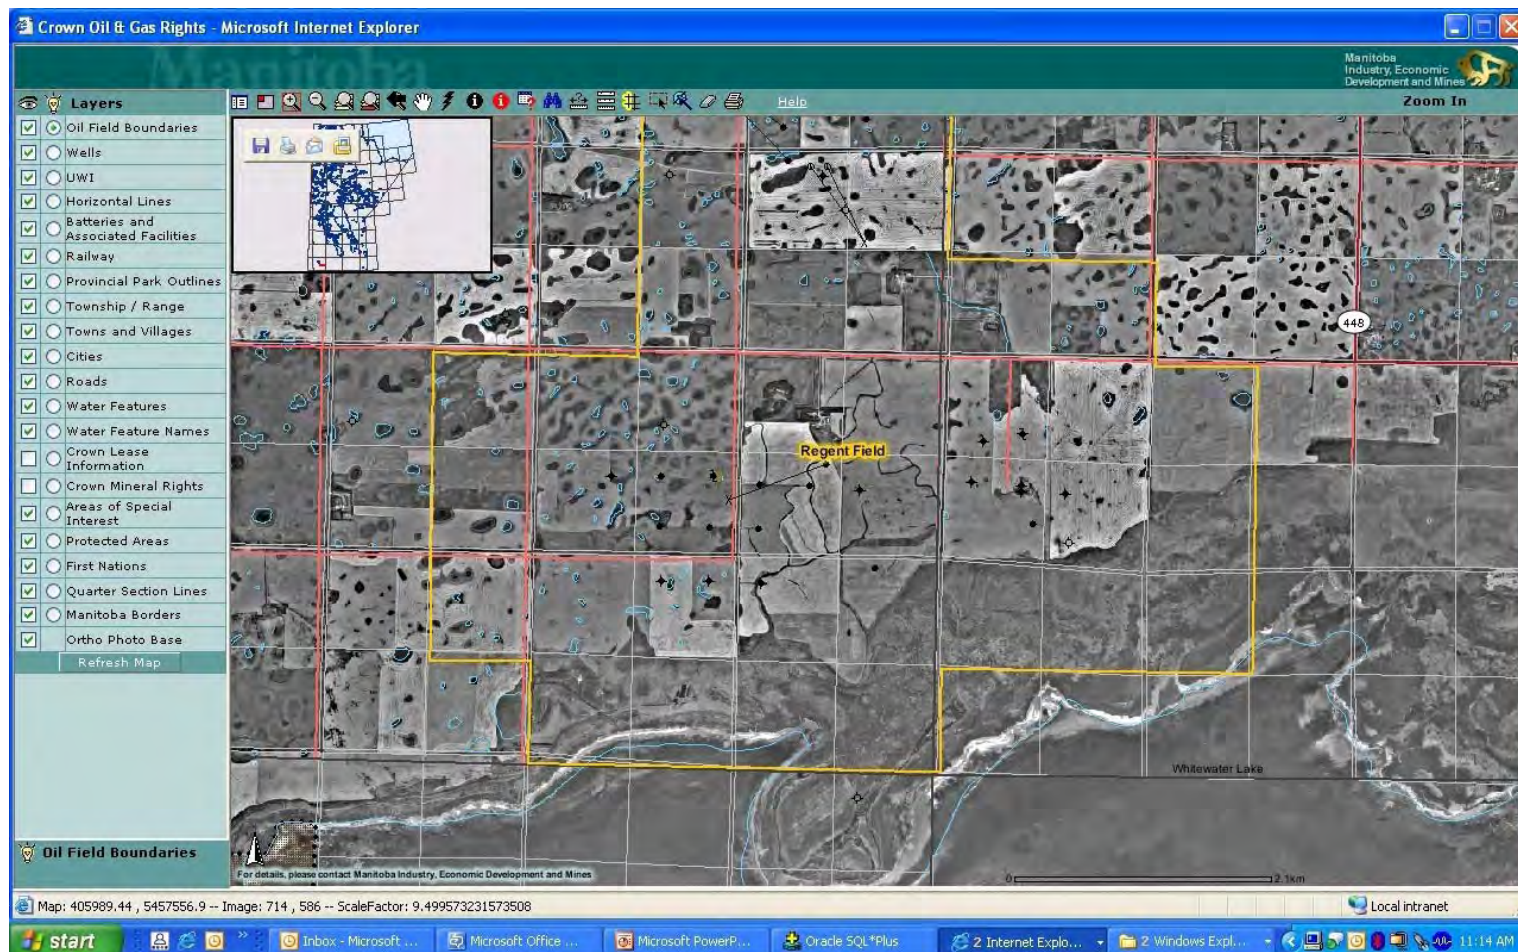 Crown Oil & Gas Rights - Microsoft Internet Explorer
Manitoba
Manitoba
Industry, Economic
Development and Mines
Layers
Help
Zoom In
Oil Field Boundaries
Wells
UWI
Horizontal Lines
Batteries and
Associated Facilities
Railway
Provincial Park Outlines
Township / Range
Towns and Villages
Cities
Roads
Water Features
Water Feature Names
Crown Lease
Information
Crown Mineral Rights
Areas of Special
Interest
Protected Areas
First Nations
Quarter Section Lines
Manitoba Borders
Ortho Photo Base
Refresh Map
448
Regent Field
Whitewater Lake
Oil Field Boundaries
For details, please contact Manitoba Industry, Economic Development and Mines
0 2.1km
Map: 405989.44 , 5457556.9 -- Image: 714 , 586 -- ScaleFactor: 9.499573231573508
Local intranet
start
Inbox - Microsoft ...
Microsoft Office ...
Microsoft PowerP...
Oracle SQL*Plus
2 Internet Explo...
2 Windows Expl...
11:14 AM